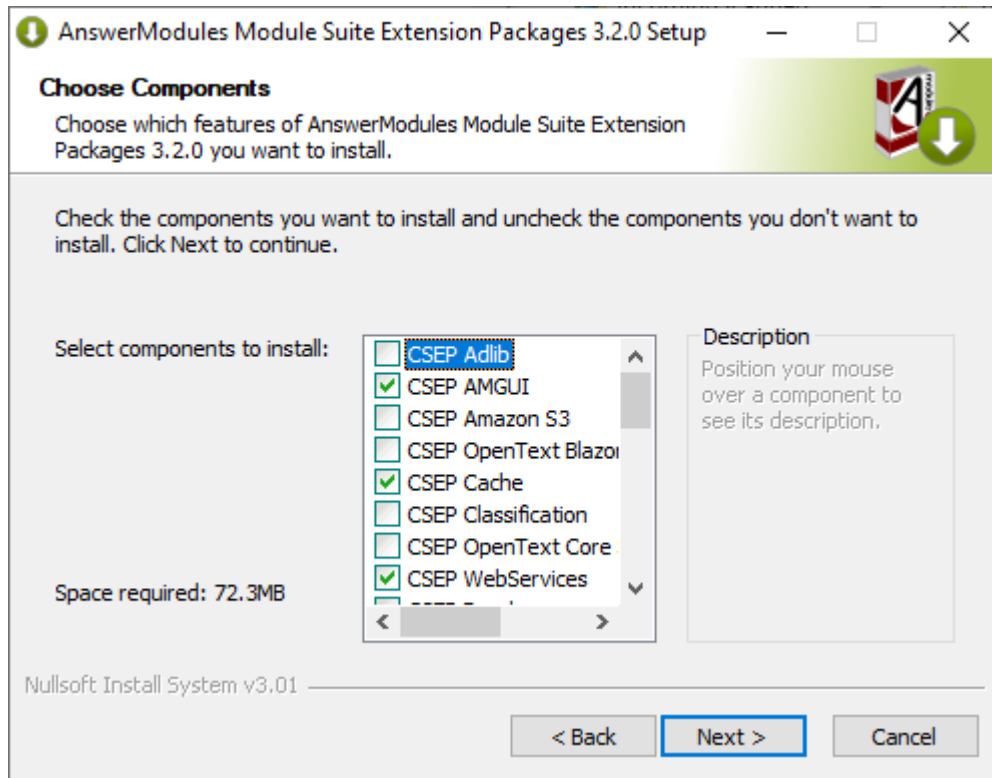 AnswerModules Module Suite Extension Packages 3.2.0 Setup
Choose Components
Choose which features of AnswerModules Module Suite Extension
Packages 3.2.0 you want to install.
Check the components you want to install and uncheck the components you don't want to
install. Click Next to continue.
Select components to install:
CSEP Adlib
CSEP AMGUI
CSEP Amazon S3
CSEP OpenText Blazo
CSEP Cache
CSEP Classification
CSEP OpenText Core
CSEP WebServices
Description
Position your mouse
over a component to
see its description.
Space required: 72.3MB
Nullsoft Install System v3.01
< Back
Next >
Cancel